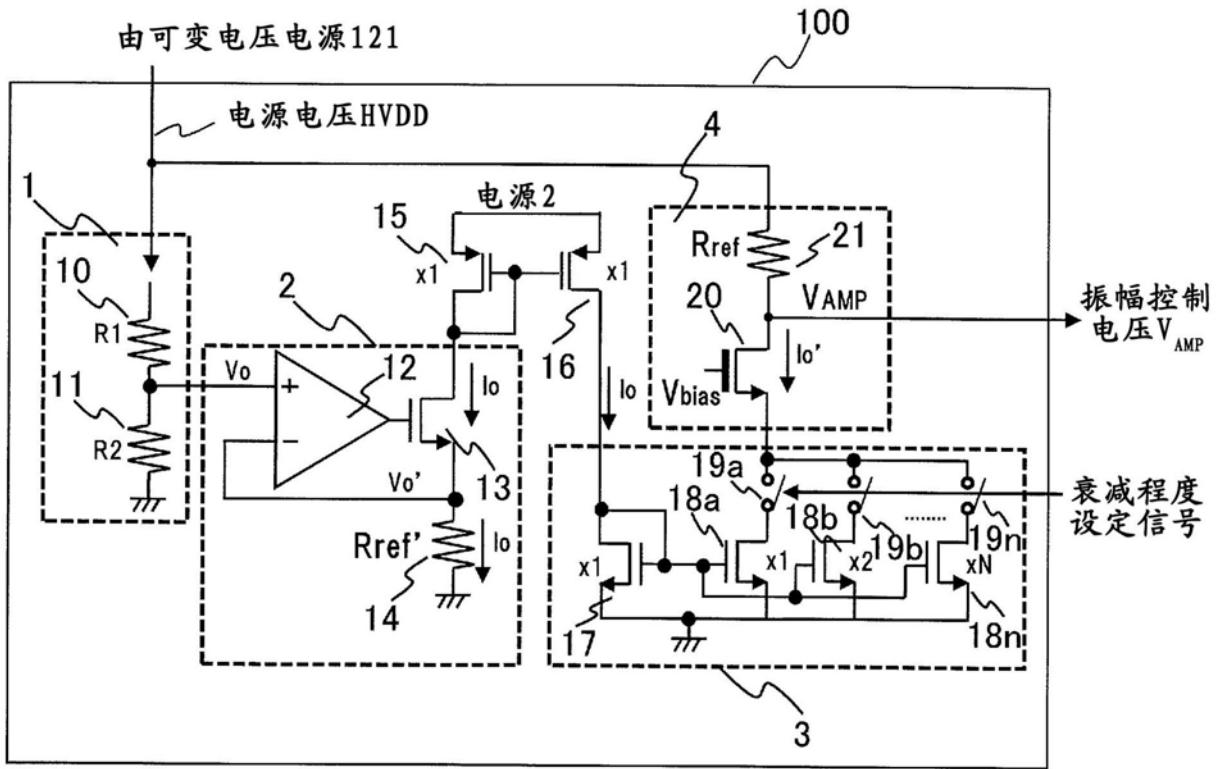 由可变电压电源121
100
电源电压HVDD
4
1
电源2
15
x1
x1
Rref
21
10
R1
2
20
VAMP
振幅控制
电压VAMP
16
12
Vo
Io
Io
Io'
Vbias
11
R2
+
−
13
Vo'
19a
衰减程度
设定信号
18a
18b
19b
········
19n
Rref'
Io
x1
x1
x2
xN
14
17
18n
3